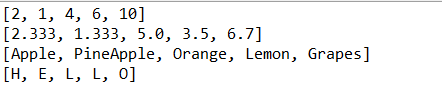 [2, 1, 4, 6, 10]
[2.333, 1.333, 5.0, 3.5, 6.7]
[Apple, PineApple, Orange, Lemon, Grapes]
[H, E, L, L, O]